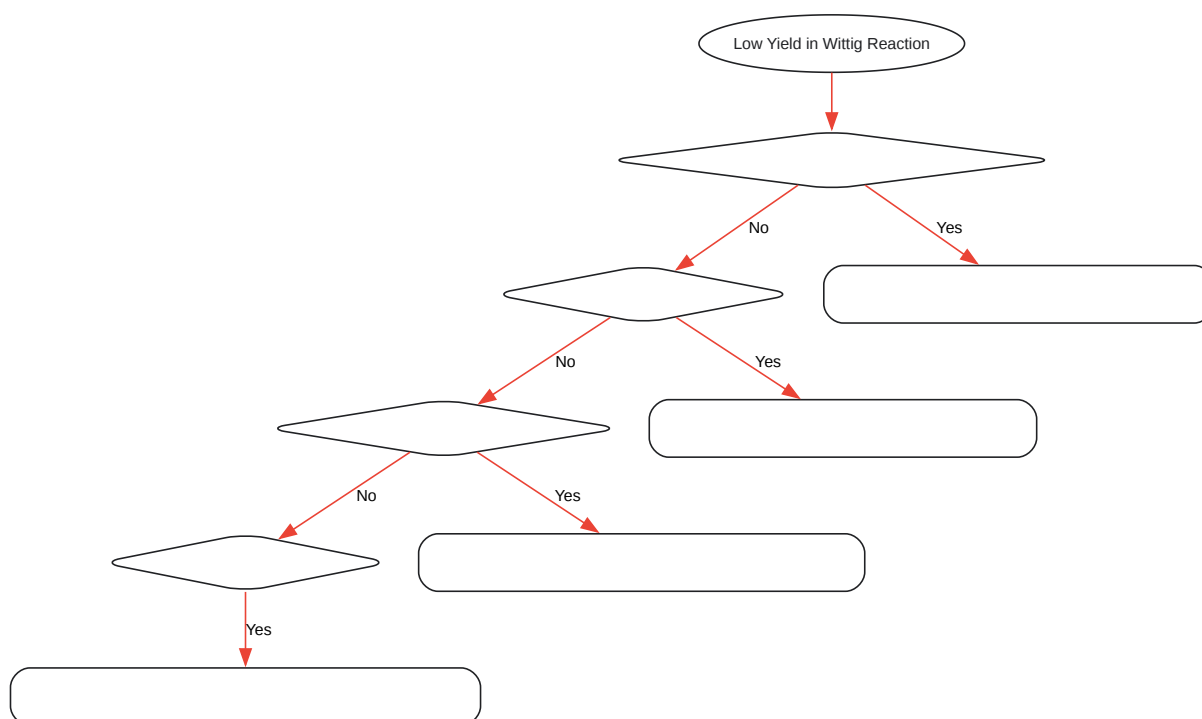 Low Yield in Wittig Reaction
No
Yes
No
Yes
No
Yes
Yes